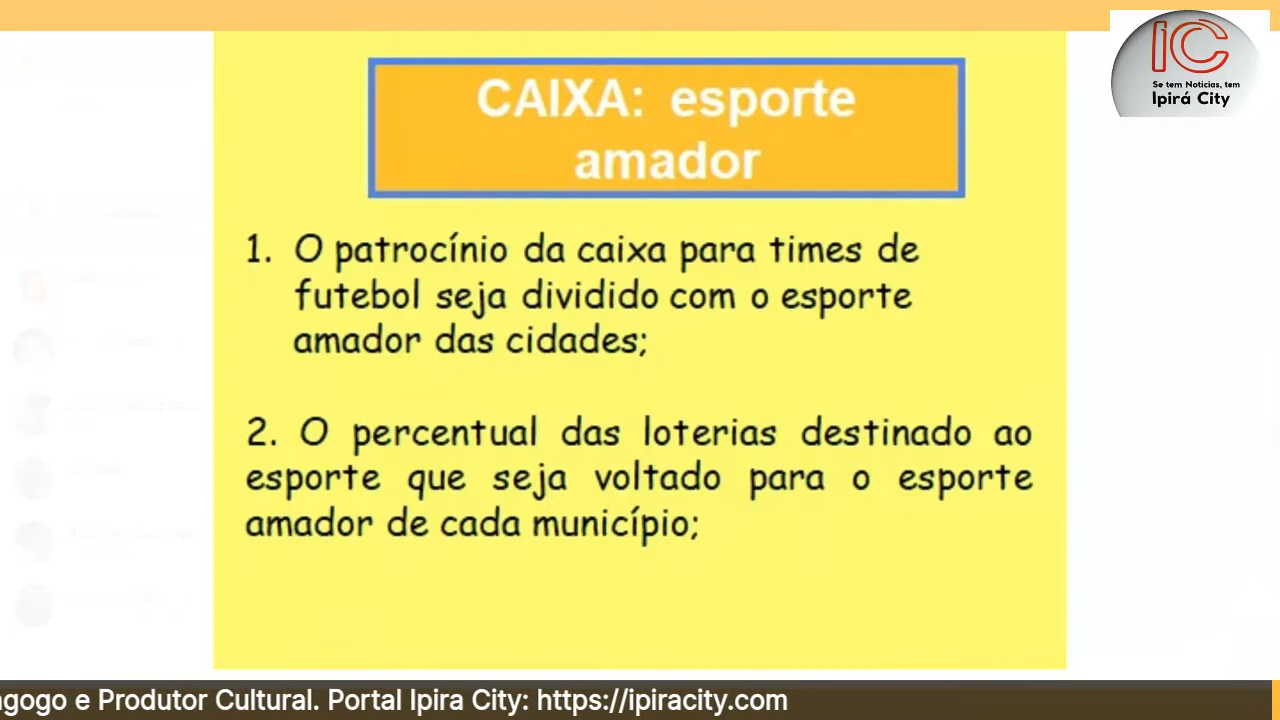 IC
Se tem Notícias, tem
Ipirá City
CAIXA: esporte
amador
1. O patrocínio da caixa para times de
futebol seja dividido com o esporte
amador das cidades;
2. O percentual das loterias destinado ao
esporte que seja voltado para o esporte
amador de cada município;
agogo e Produtor Cultural. Portal Ipira City: https://ipiracity.com